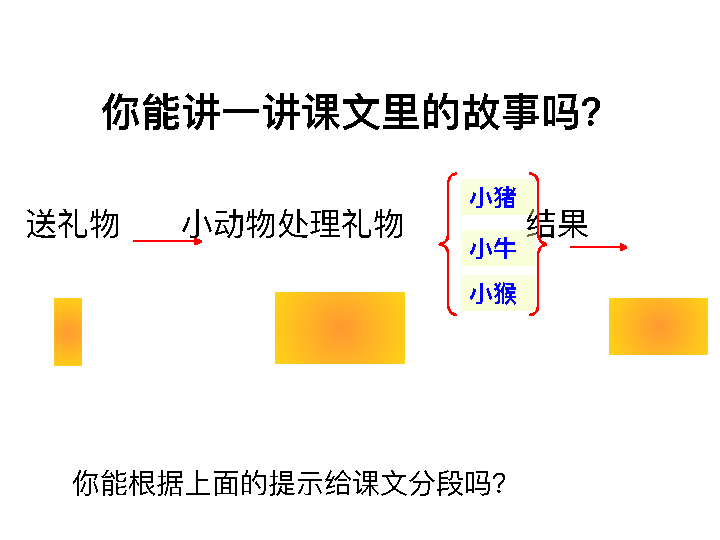 你能讲一讲课文里的故事吗?
送礼物 小动物处理礼物 结果
小猪
小牛
小猴
你能根据上面的提示给课文分段吗?